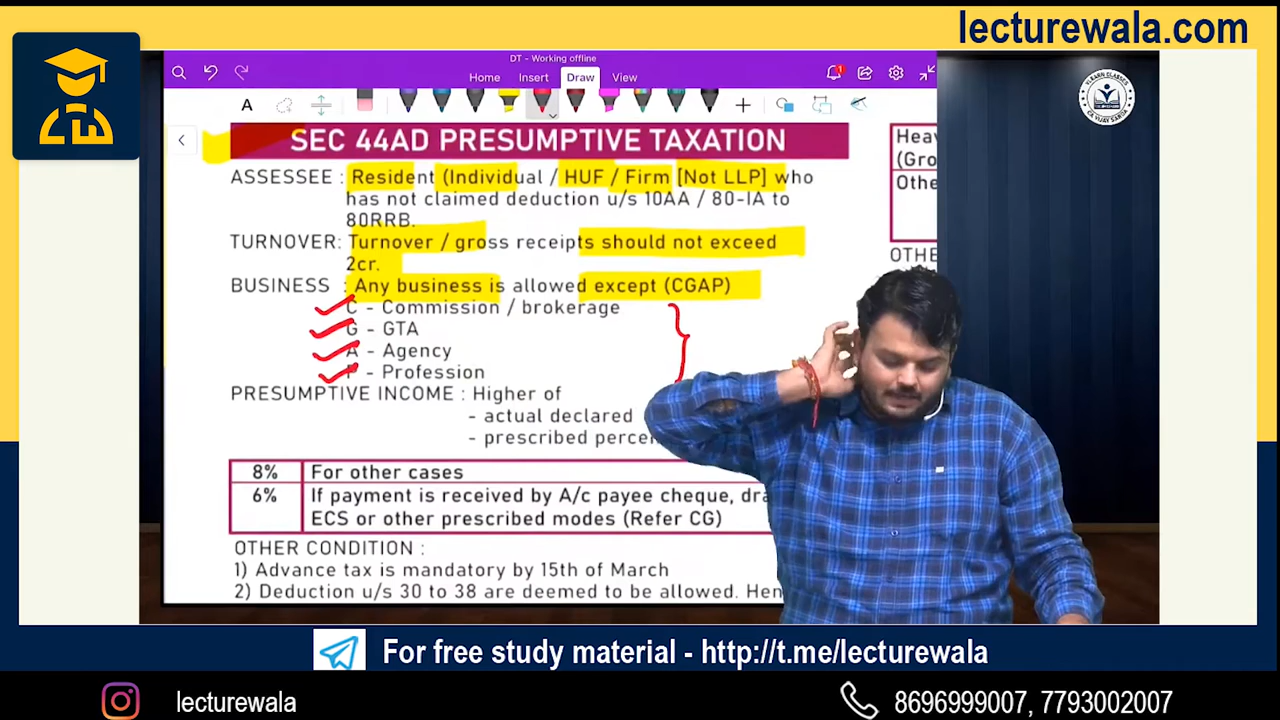 lecturewala.com
DT - Working offline
Home Insert Draw View
1
A
SEC 44AD PRESUMPTIVE TAXATION
ASSESSEE : Resident (Individual / HUF / Firm [Not LLP] who
has not claimed deduction u/s 10AA / 80-IA to
80RRB.
TURNOVER: Turnover / gross receipts should not exceed
2cr.
BUSINESS : Any business is allowed except (CGAP)
C - Commission / brokerage
G - GTA
A - Agency
P - Profession
PRESUMPTIVE INCOME : Higher of
- actual declared
- prescribed
8% For other cases
6% If payment is received by A/c payee cheque,
ECS or other prescribed modes (Refer CG)
OTHER CONDITION :
1) Advance tax is mandatory by 15th of March
2) Deduction u/s 30 to 38 are deemed to be allowed.
(Gro
Othe
OTHE
CA VIJAY SARDA
For free study material - http://t.me/lecturewala
lecturewala
8696999007, 7793002007